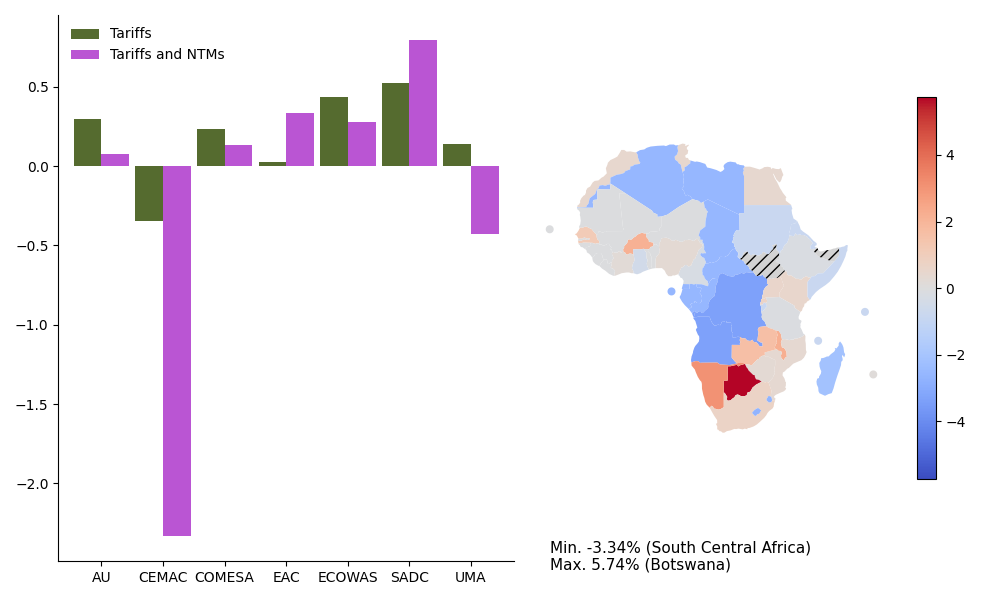 Tariffs
Tariffs and NTMs
0.5
0.0
−0.5
−1.0
−1.5
−2.0
AU CEMAC COMESA EAC ECOWAS SADC UMA
4
2
0
−2
−4
Min. -3.34% (South Central Africa)
Max. 5.74% (Botswana)